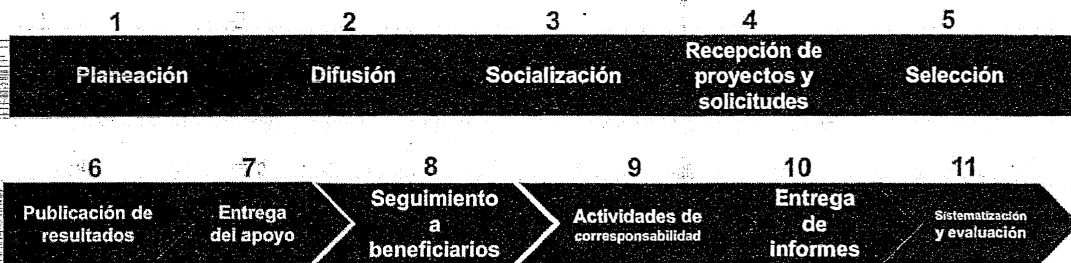 1 2 3 4 5
Planeación
Difusión
Socialización
Recepción de
proyectos y
solicitudes
Selección
6 7 8 9 10 11
Publicación de
resultados
Entrega
del apoyo
Seguimiento
a
beneficiarios
Actividades de
corresponsabilidad
Entrega
de
informes
Sistematización
y evaluación